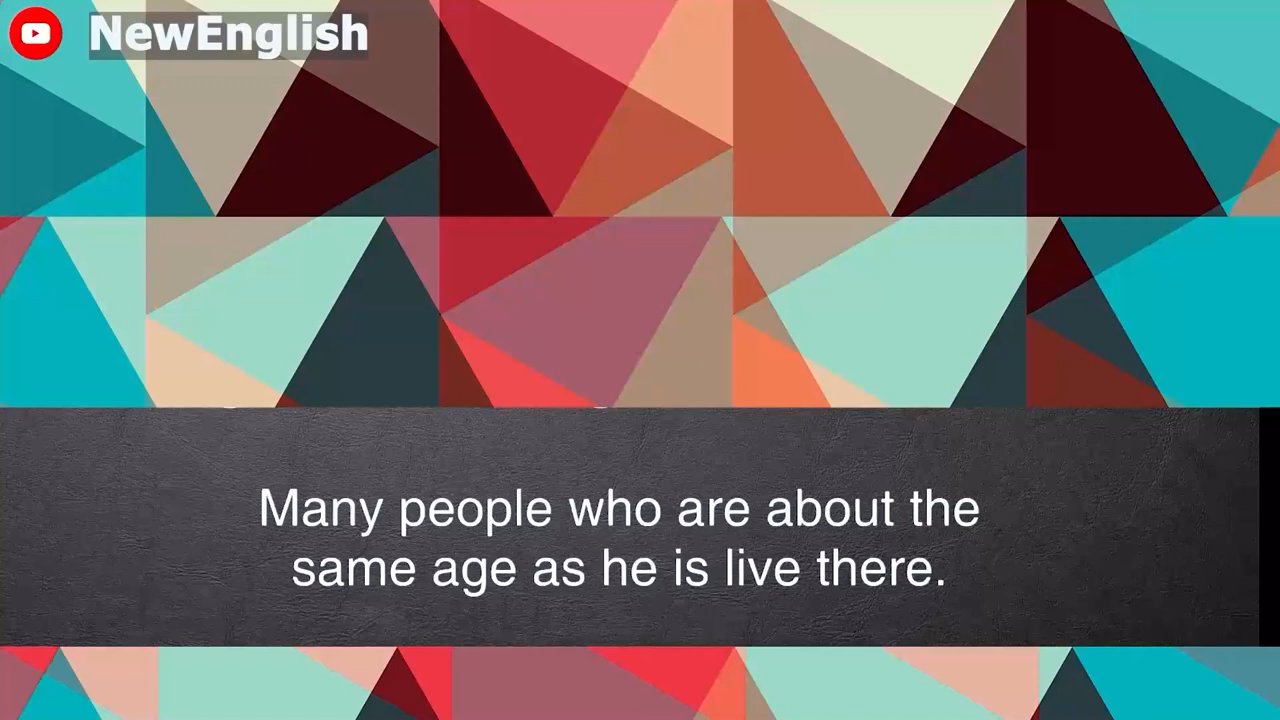 NewEnglish
Many people who are about the
same age as he is live there.